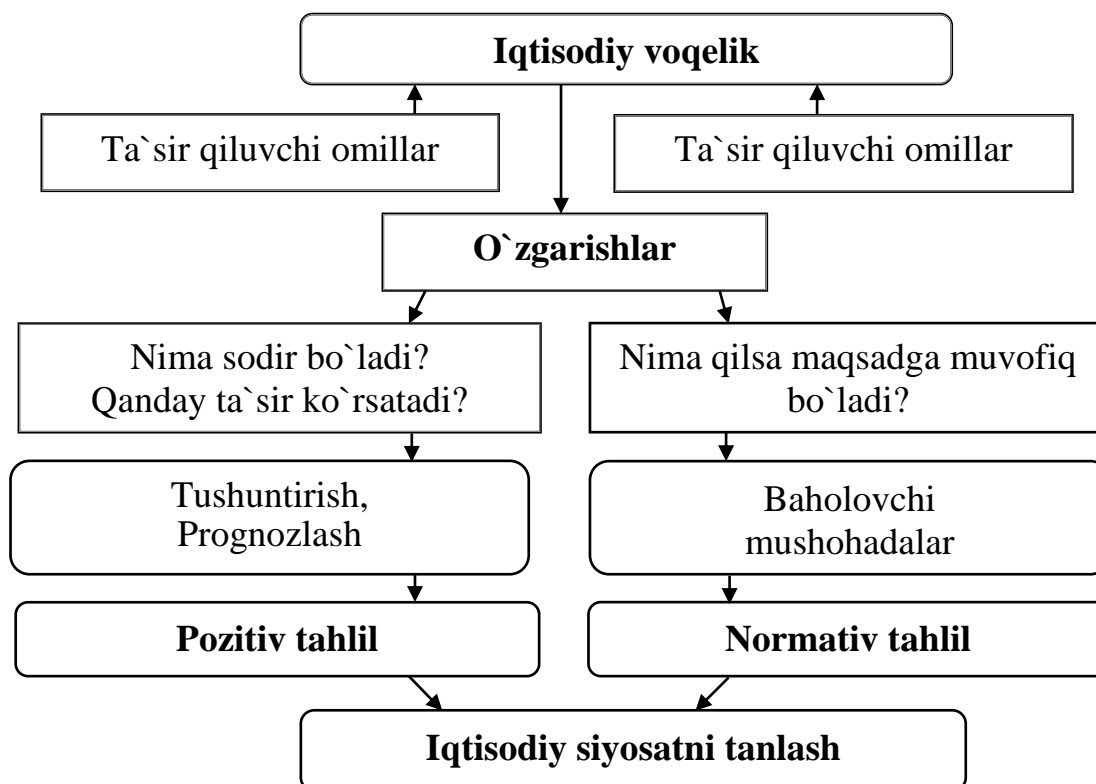 Iqtisodiy voqelik
Ta`sir qiluvchi omillar
Ta`sir qiluvchi omillar
O`zgarishlar
Nima sodir bo`ladi?
Qanday ta`sir ko`rsatadi?
Nima qilsa maqsadga muvofiq
bo`ladi?
Tushuntirish,
Prognozlash
Baholovchi
mushohadalar
Pozitiv tahlil
Normativ tahlil
Iqtisodiy siyosatni tanlash